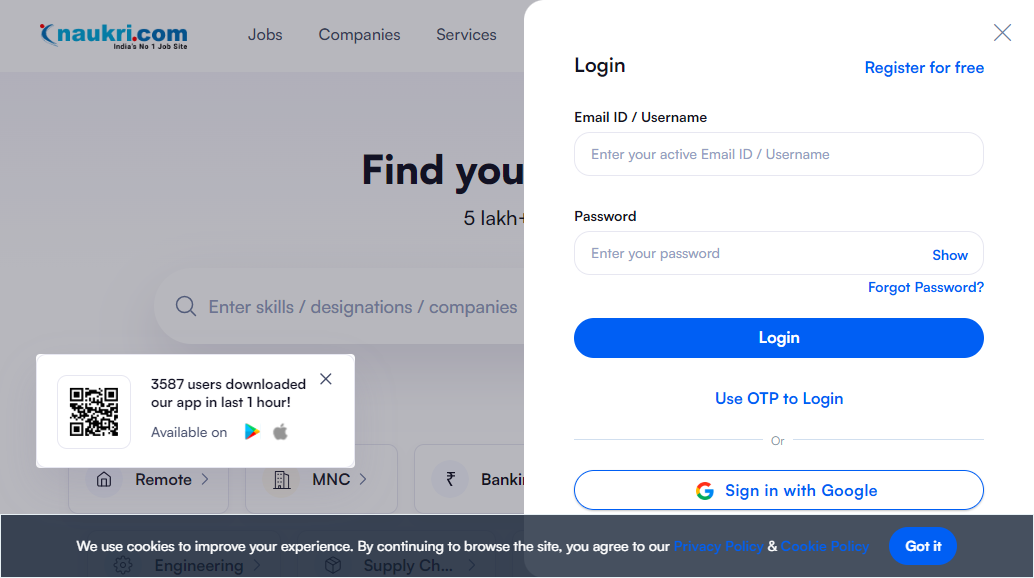 naukri.com
India's No 1 Job Site
Jobs
Companies
Services
Find you
5 lakh+
Enter skills / designations / companies
3587 users downloaded
our app in last 1 hour!
Available on
Remote
MNC
₹
Bankin
Engineering
Supply Ch...
Login
Register for free
Email ID / Username
Enter your active Email ID / Username
Password
Enter your password
Show
Forgot Password?
Login
Use OTP to Login
Or
G Sign in with Google
We use cookies to improve your experience. By continuing to browse the site, you agree to our Privacy Policy & Cookie Policy
Got it